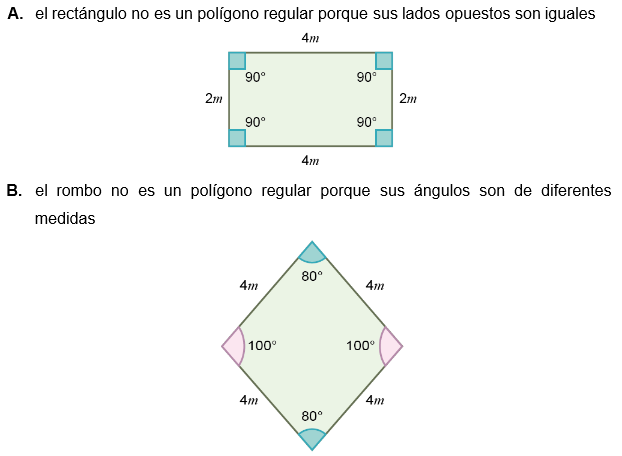 A. el rectángulo no es un polígono regular porque sus lados opuestos son iguales
4m
90° 90°
2m 2m
90° 90°
4m
B. el rombo no es un polígono regular porque sus ángulos son de diferentes
medidas
80°
4m 4m
100° 100°
4m 4m
80°